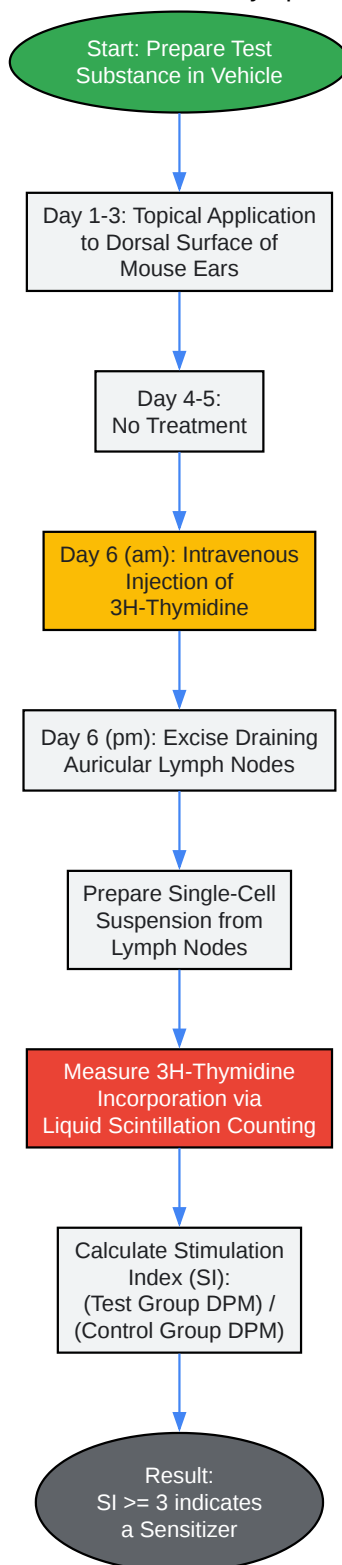 Start: Prepare Test
Substance in Vehicle
Day 1-3: Topical Application
to Dorsal Surface of
Mouse Ears
Day 4-5:
No Treatment
Day 6 (am): Intravenous
Injection of
3H-Thymidine
Day 6 (pm): Excise Draining
Auricular Lymph Nodes
Prepare Single-Cell
Suspension from
Lymph Nodes
Measure 3H-Thymidine
Incorporation via
Liquid Scintillation Counting
Calculate Stimulation
Index (SI):
(Test Group DPM) /
(Control Group DPM)
Result:
SI >= 3 indicates
a Sensitizer